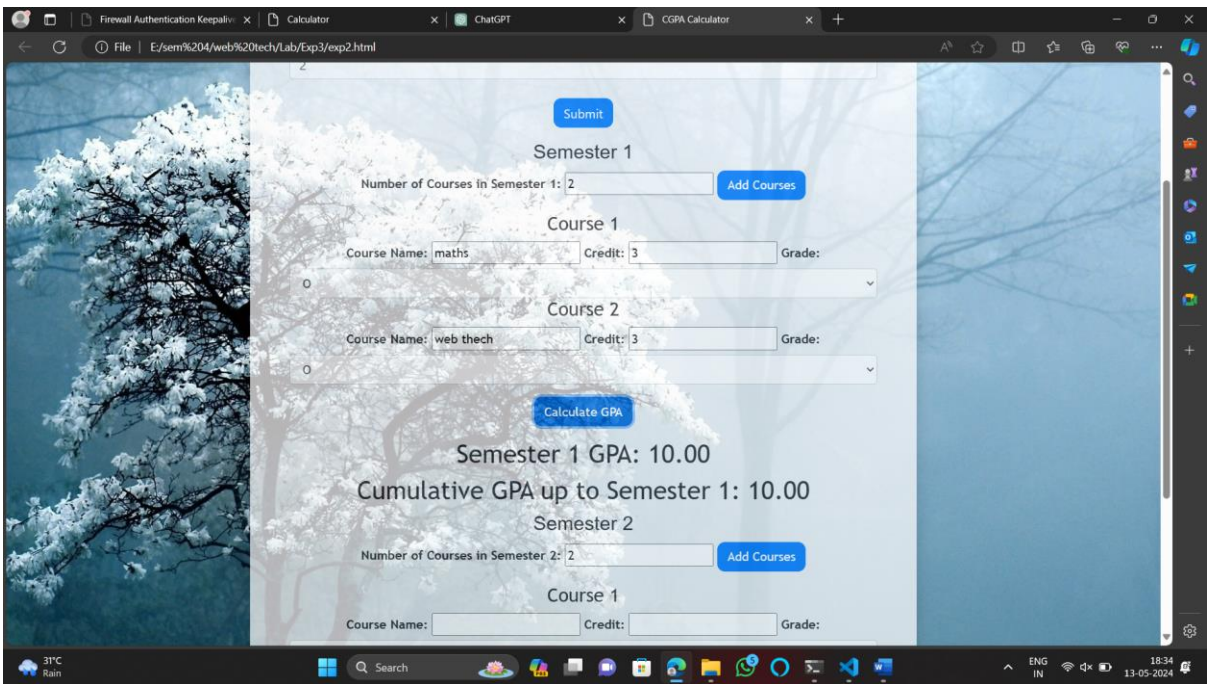 Firewall Authentication Keepaliv
Calculator
ChatGPT
CGPA Calculator
File
E:/sem%204/web%20tech/Lab/Exp3/exp2.html
2
Submit
Semester 1
Number of Courses in Semester 1: 2 Add Courses
Course 1
Course Name: maths Credit: 3 Grade:
O
Course 2
Course Name: web thech Credit: 3 Grade:
O
Calculate GPA
Semester 1 GPA: 10.00
Cumulative GPA up to Semester 1: 10.00
Semester 2
Number of Courses in Semester 2: 2 Add Courses
Course 1
Course Name: Credit: Grade:
31°C
Rain
Search
ENG
IN
18:34
13-05-2024